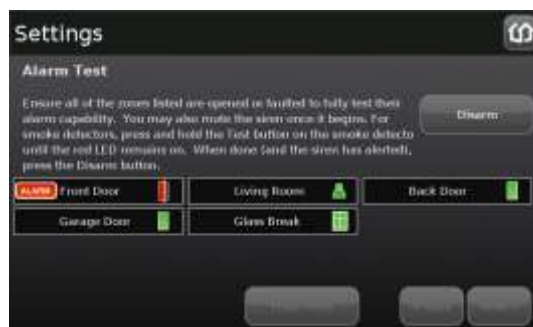 Settings
Alarm Test
Ensure all of the zones listed are opened or faulted to fully test their
alarm capability. You may also mute the siren once it begins. For
smoke detectors, press and hold the Test button on the smoke detecto
until the red LED remains on. When done (and the siren has alerted),
press the Disarm button.
Disarm
ALARM Front Door
Living Room
Back Door
Garage Door
Glass Break